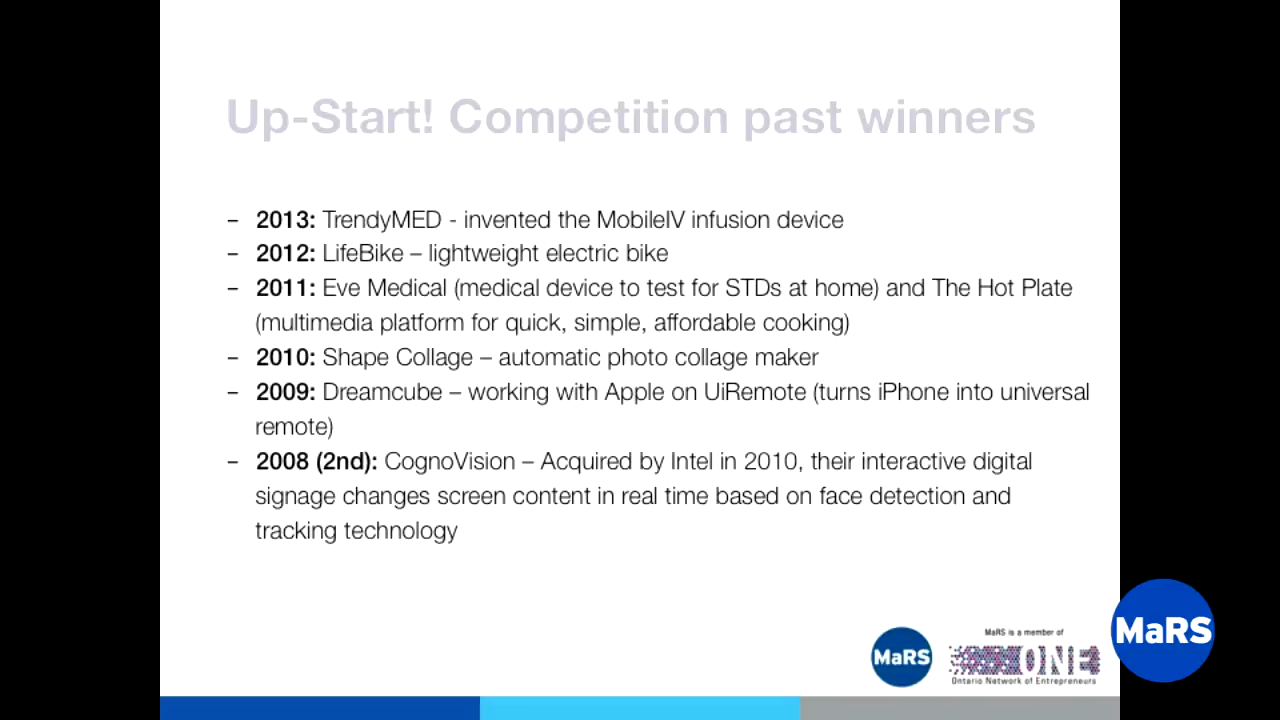 Up-Start! Competition past winners
– 2013: TrendyMED - invented the MobileIV infusion device
– 2012: LifeBike – lightweight electric bike
– 2011: Eve Medical (medical device to test for STDs at home) and The Hot Plate
(multimedia platform for quick, simple, affordable cooking)
– 2010: Shape Collage – automatic photo collage maker
– 2009: Dreamcube – working with Apple on UiRemote (turns iPhone into universal
remote)
– 2008 (2nd): CognoVision – Acquired by Intel in 2010, their interactive digital
signage changes screen content in real time based on face detection and
tracking technology
MaRS is a member of
MaRS
ONE
Ontario Network of Entrepreneurs
MaRS